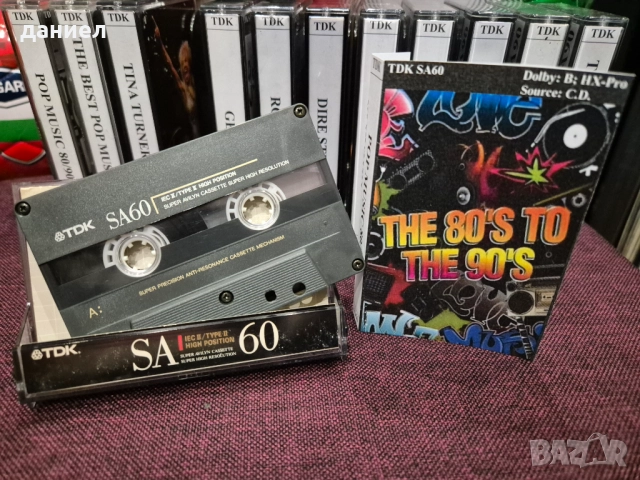 даниел
TDK
TDK
TDK
TDK
TDK
TDK
TDK
TDK
TDK
TDK
TDK
POP MUSIC 80 90
THE BEST POP MUS
TINA TURNER
DIRE ST
TDK SA60
Dolby: B; HX-Pro
Source: C.D.
THE 80'S TO
THE 90'S
TDK
SA60
IEC II/TYPE II HIGH POSITION
SUPER AVILYN CASSETTE SUPER HIGH RESOLUTION
SUPER PRECISION ANTI-RESONANCE CASSETTE MECHANISM
A:
TDK.
SA
IEC II/TYPE II
HIGH POSITION
SUPER AVILYN CASSETTE
SUPER HIGH RESOLUTION
60
BAZAR
bg